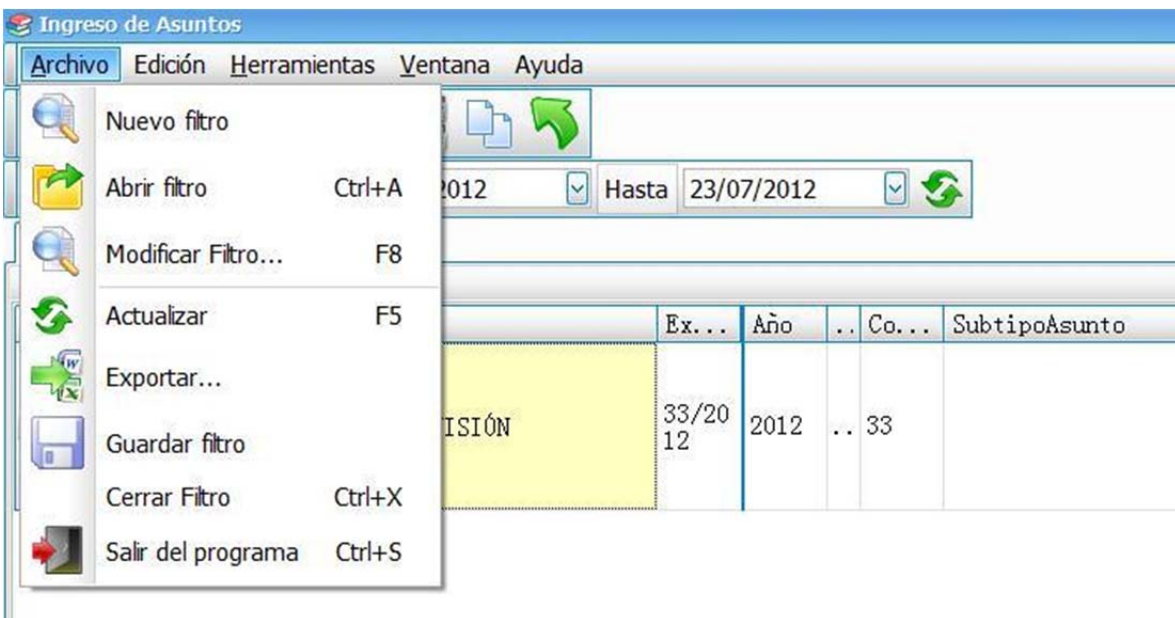 Ingreso de Asuntos
Archivo Edición Herramientas Ventana Ayuda
Nuevo filtro
Abrir filtro Ctrl+A
2012 Hasta 23/07/2012
Modificar Filtro... F8
Actualizar F5
Ex... Año .. Co... SubtipoAsunto
Exportar...
ISIÓN 33/20
12 2012 .. 33
Guardar filtro
Cerrar Filtro Ctrl+X
Salir del programa Ctrl+S